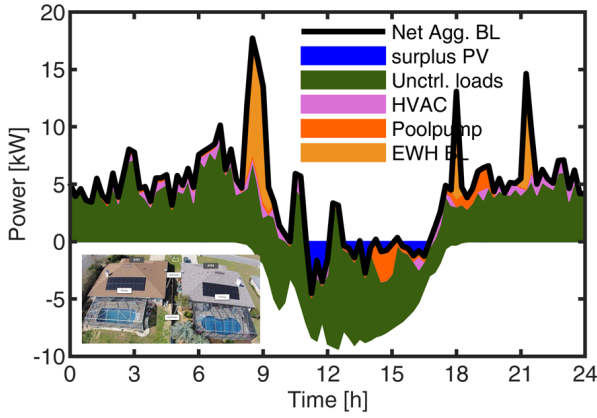 20
15
10
5
0
-5
-10
Power [kW]
Net Agg. BL
surplus PV
Unctrl. loads
HVAC
Poolpump
EWH BL
0 3 6 9 12 15 18 21 24
Time [h]